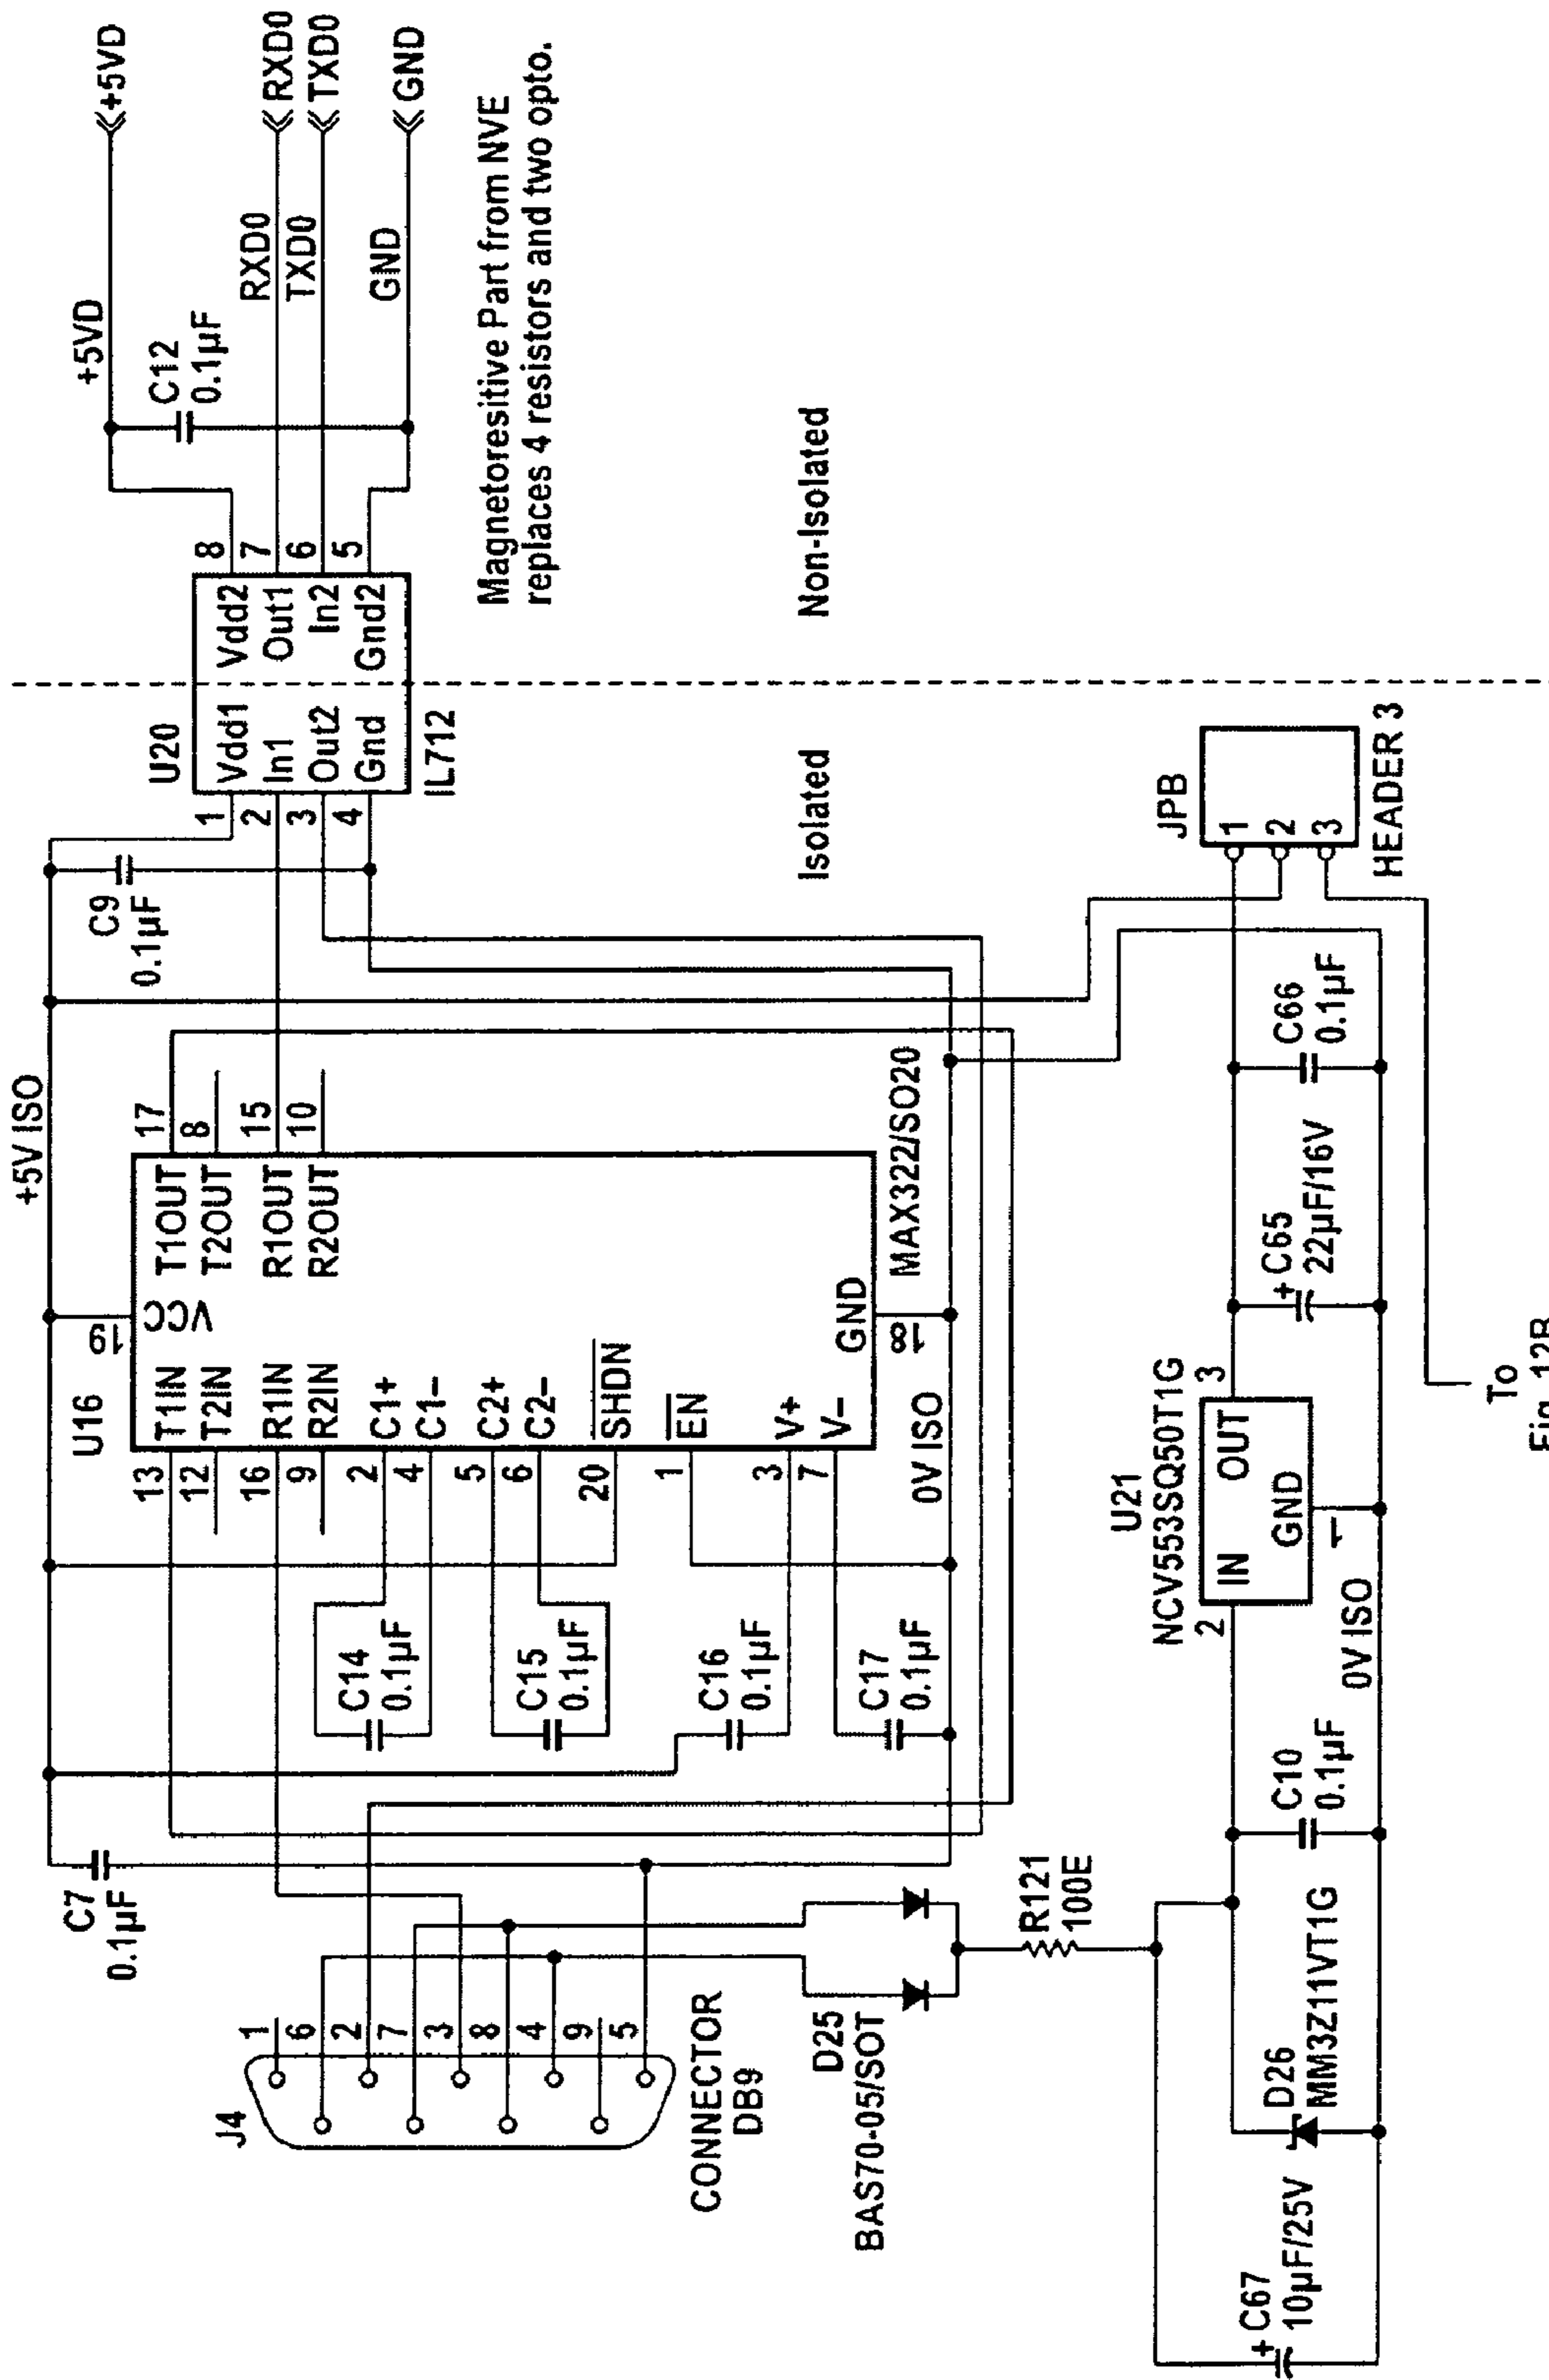 +5V ISO
+5VD
<<+5VD
C7
0.1µF
C9
0.1µF
C12
0.1µF
J4
1
6
2
7
3
8
4
9
5
CONNECTOR
DB9
U16
13
T1IN
12
T2IN
16
R1IN
9
R2IN
2
C1+
4
C1–
5
C2+
6
C2–
20
SHDN
1
EN
3
V+
7
V–
19
VCC
T1OUT
17
T2OUT
8
R1OUT
15
R2OUT
10
GND
18
MAX322/SO20
0V ISO
C14
0.1µF
C15
0.1µF
C16
0.1µF
C17
0.1µF
U20
1
Vdd1
2
In1
3
Out2
4
Gnd
Vdd2
8
Out1
7
In2
6
Gnd2
5
IL712
RXD0
<<RXD0
TXD0
<<TXD0
GND
<<GND
Magnetoresitive Part from NVE
replaces 4 resistors and two opto.
Isolated
Non-Isolated
D25
BAS70-05/SOT
R121
100E
C67
+
10µF/25V
D26
MM3Z11VT1G
C10
0.1µF
0V ISO
U21
NCV553SQ50T1G
2
IN
OUT
3
GND
1
+
C65
22µF/16V
C66
0.1µF
JPB
1
2
3
HEADER 3
To
Fig. 12B